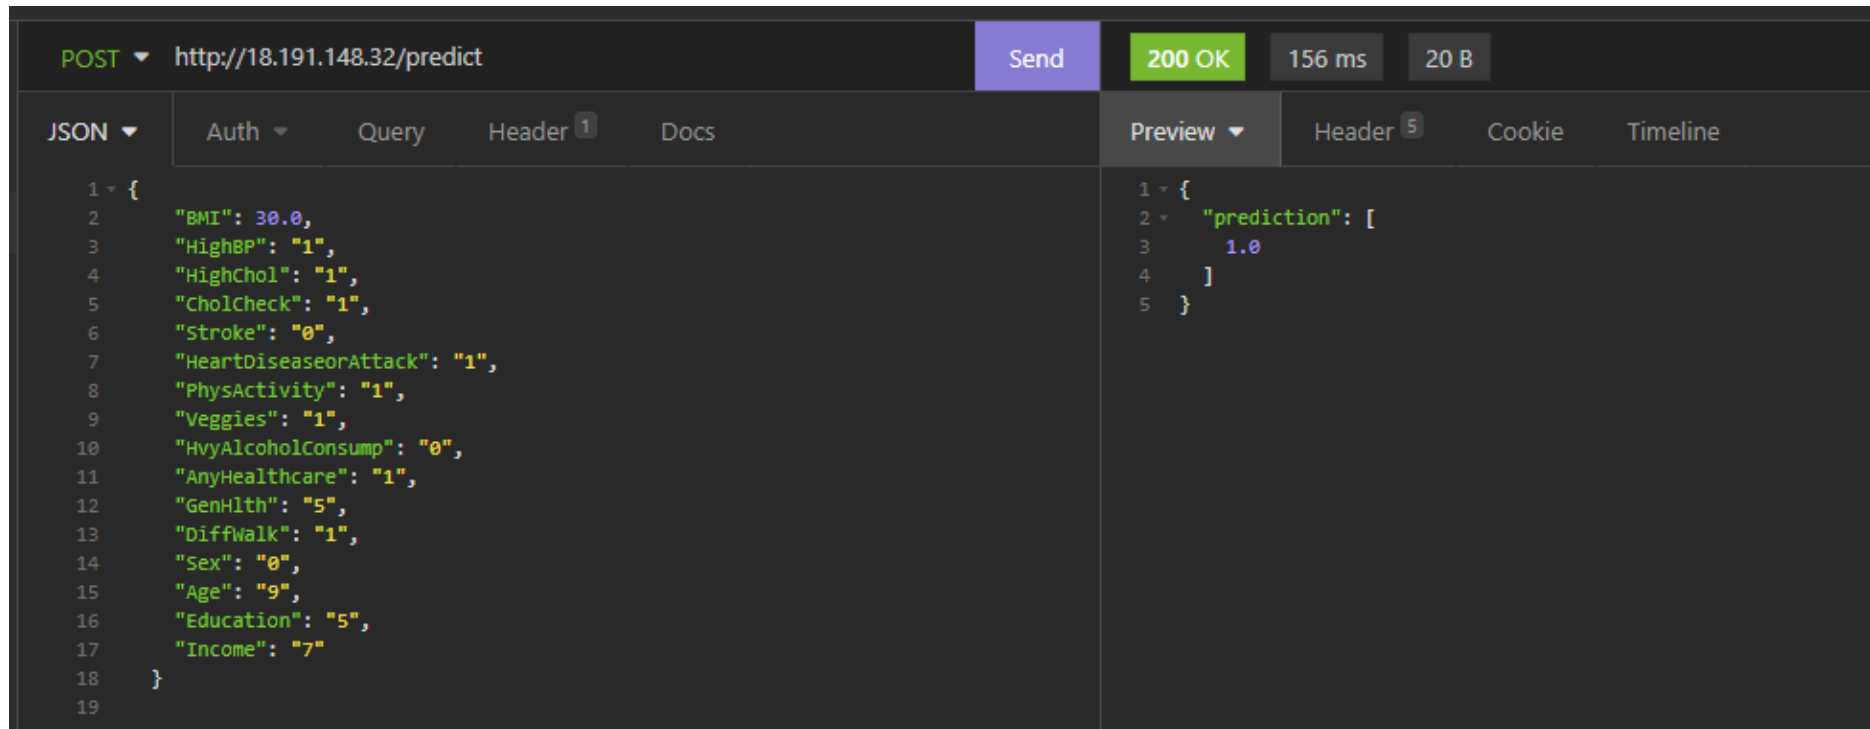 POST http://18.191.148.32/predict Send 200 OK 156 ms 20 B
JSON Auth Query Header 1 Docs
Preview Header 5 Cookie Timeline
1 {
2 "BMI": 30.0,
3 "HighBP": "1",
4 "HighChol": "1",
5 "CholCheck": "1",
6 "Stroke": "0",
7 "HeartDiseaseorAttack": "1",
8 "PhysActivity": "1",
9 "Veggies": "1",
10 "HvyAlcoholConsump": "0",
11 "AnyHealthcare": "1",
12 "GenHlth": "5",
13 "DiffWalk": "1",
14 "Sex": "0",
15 "Age": "9",
16 "Education": "5",
17 "Income": "7"
18 }
19
1 {
2 "prediction": [
3 1.0
4 ]
5 }